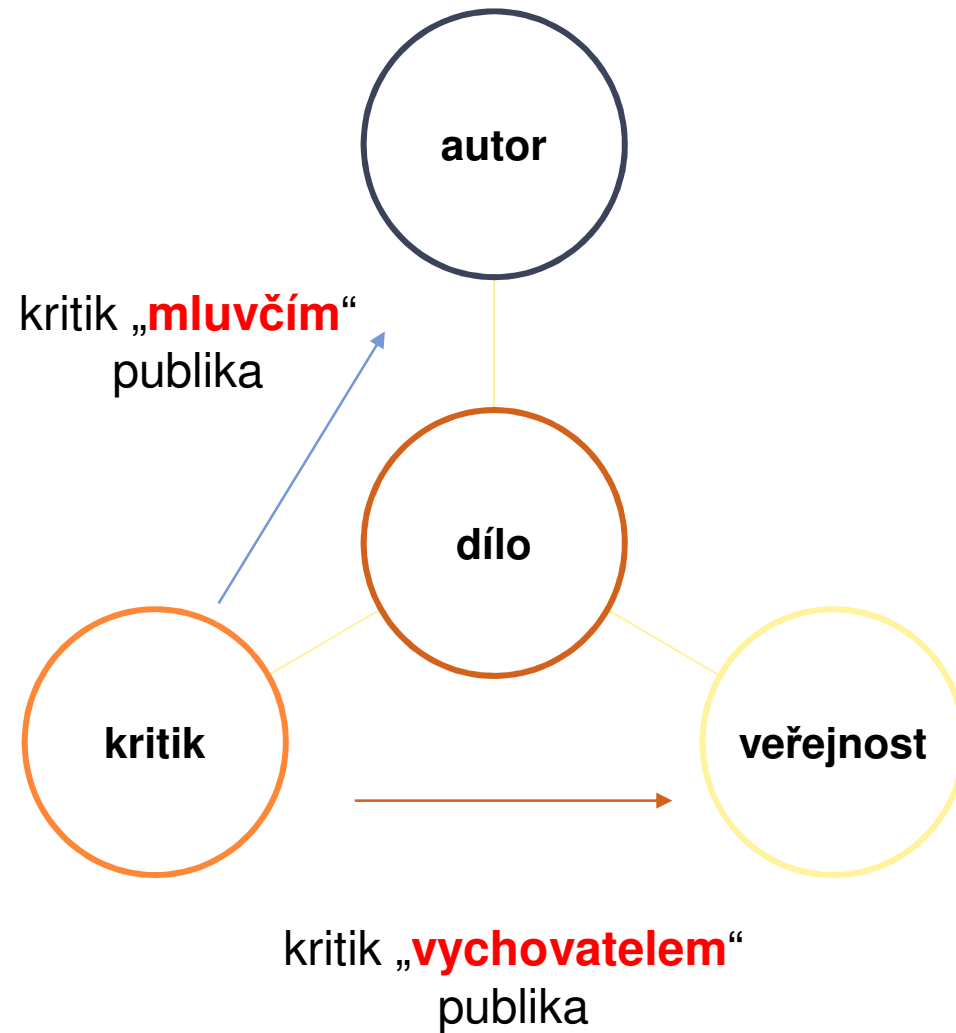 autor
kritik „mluvčím“
publika
dílo
kritik
veřejnost
kritik „vychovatelem“
publika